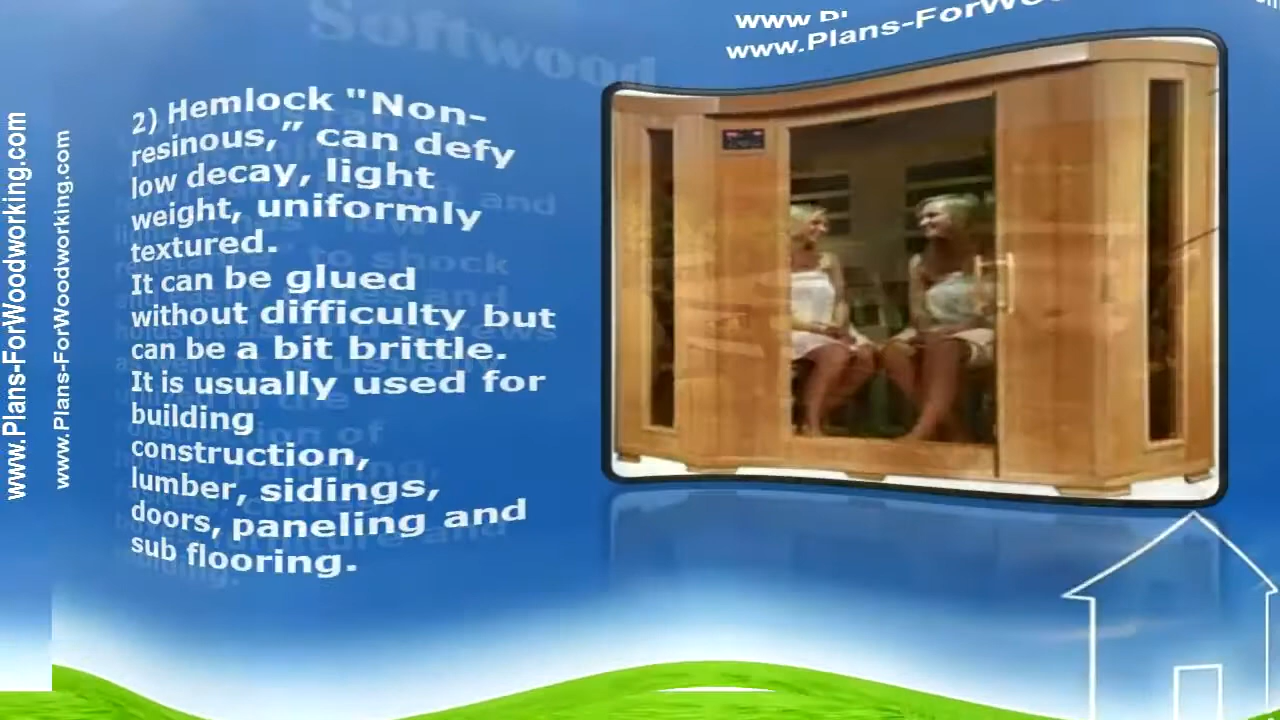 Softwood
www.Plans-ForWo
www.Plans-ForWoodworking.com
www.Plans-ForWoodworking.com
2) Hemlock "Non-
resinous,” can defy
low decay, light
weight, uniformly
textured.
It can be glued
without difficulty but
can be a bit brittle.
It is usually used for
building
construction,
lumber, sidings,
doors, paneling and
sub flooring.